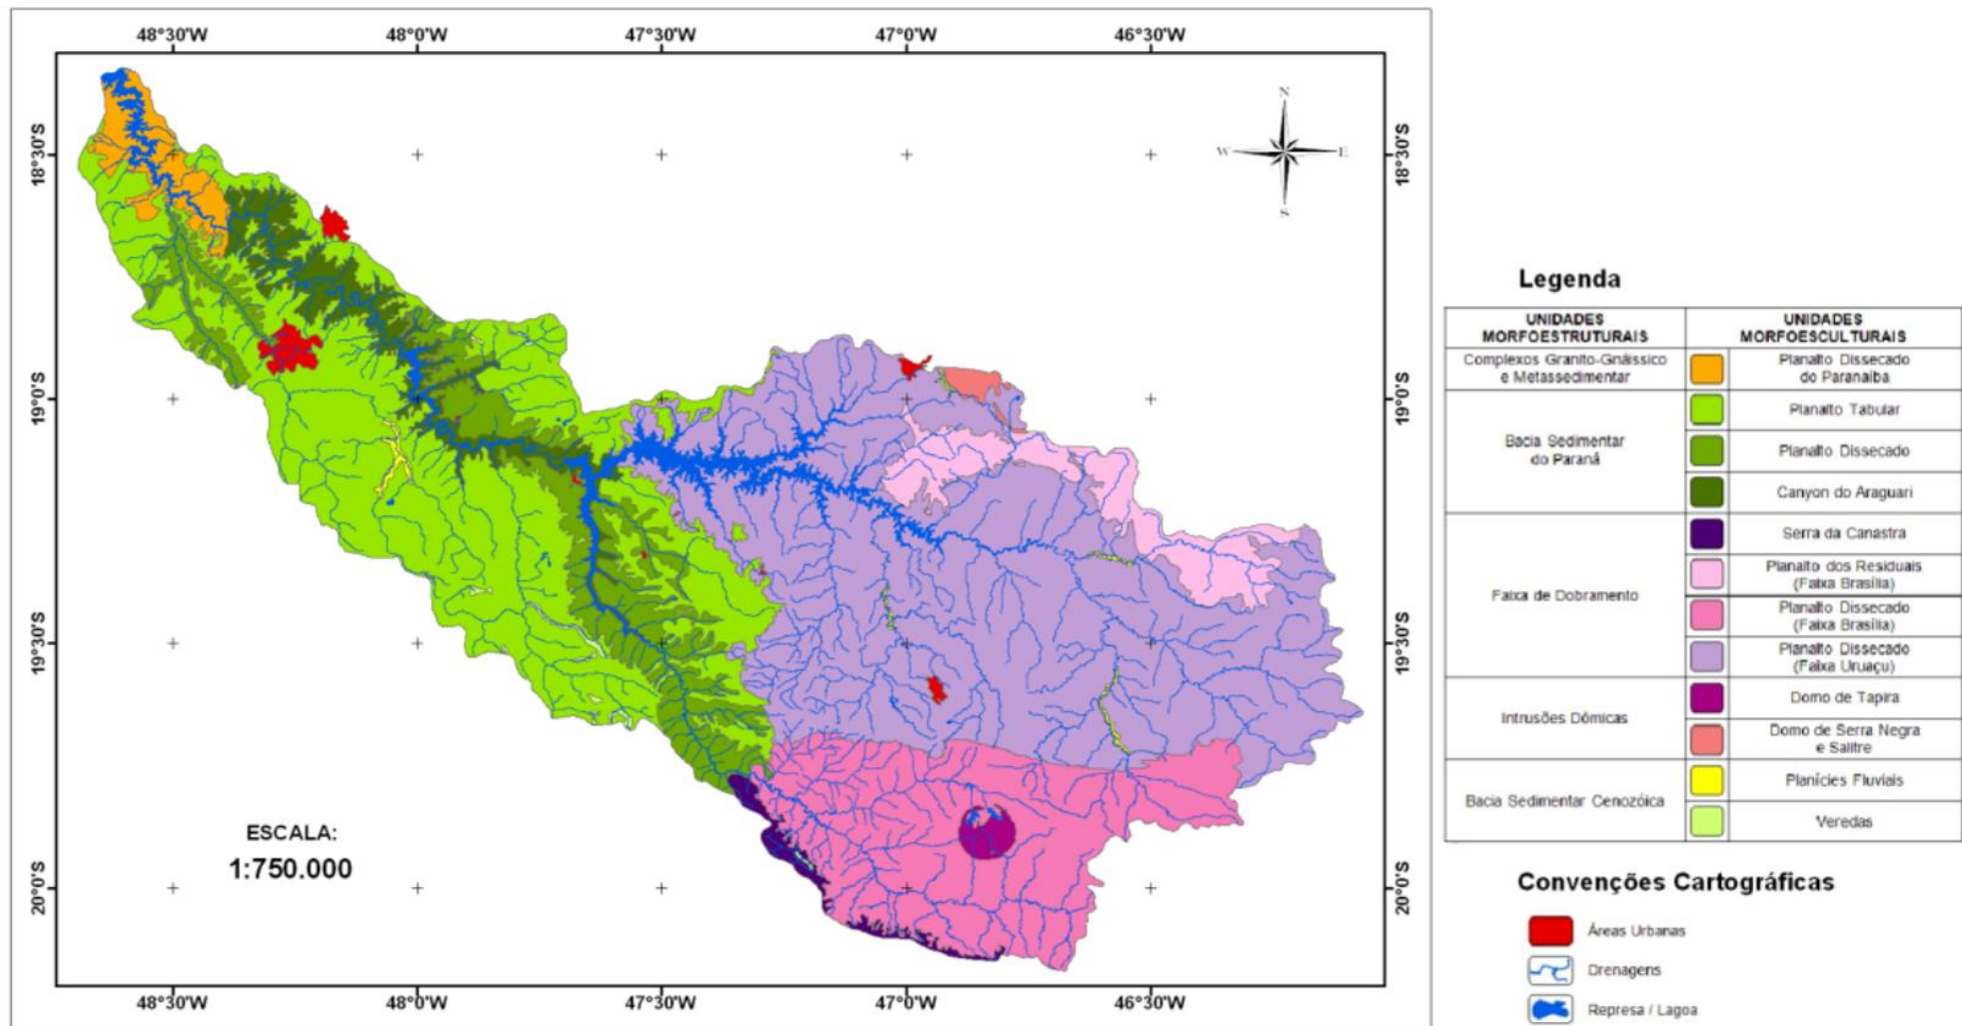 48°30'W 48°0'W 47°30'W 47°0'W 46°30'W
N
W E
S
18°30'S 18°30'S
19°0'S 19°0'S
19°30'S 19°30'S
20°0'S 20°0'S
ESCALA:
1:750.000
48°30'W 48°0'W 47°30'W 47°0'W 46°30'W
Legenda
UNIDADES
MORFOESTRUTURAIS
UNIDADES
MORFOESCULTURAIS
Complexos Granito-Gnáissico
e Metassedimentar
Planalto Dissecado
do Paranaíba
Bacia Sedimentar
do Paraná
Planalto Tabular
Planalto Dissecado
Canyon do Araguari
Faixa de Dobramento
Serra da Canastra
Planalto dos Residuais
(Faixa Brasília)
Planalto Dissecado
(Faixa Brasília)
Planalto Dissecado
(Faixa Uruaçu)
Intrusões Dômicas
Domo de Tapira
Domo de Serra Negra
e Salitre
Bacia Sedimentar Cenozóica
Planícies Fluviais
Veredas
Convenções Cartográficas
Áreas Urbanas
Drenagens
Represa / Lagoa